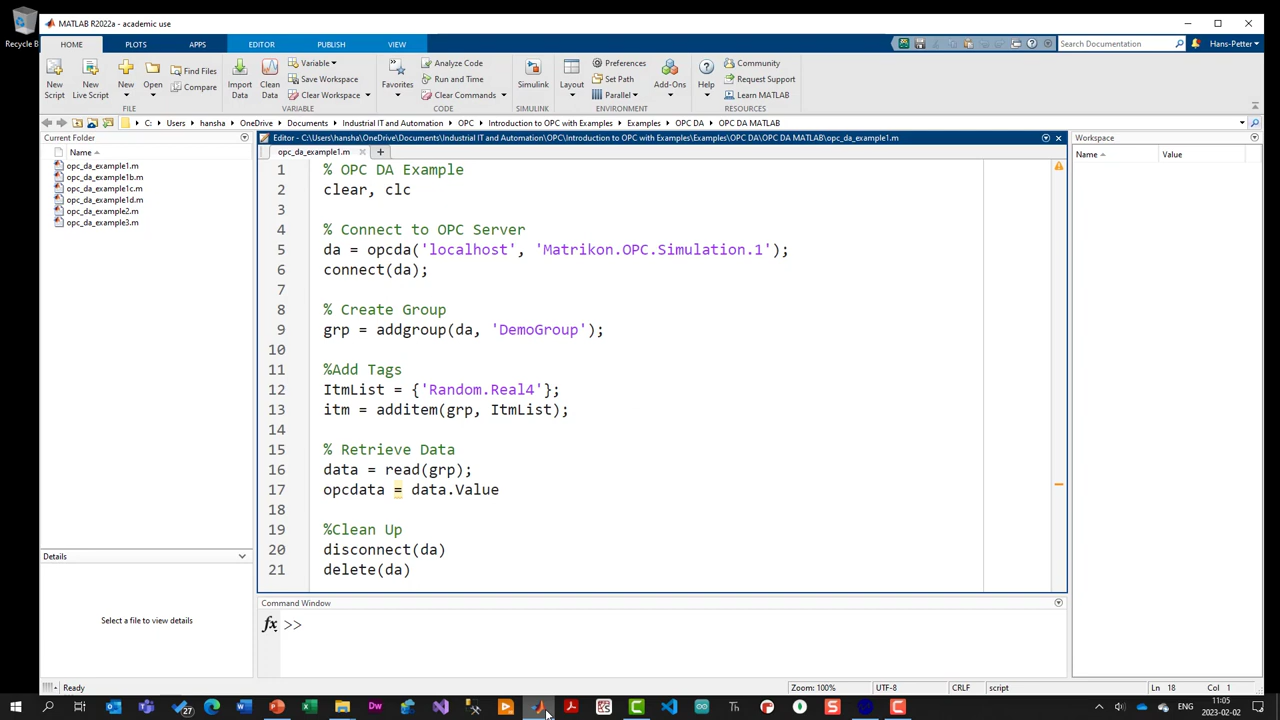 Recycle B
MATLAB R2022a - academic use
HOME PLOTS APPS EDITOR PUBLISH VIEW
Search Documentation
Hans-Petter
New Script
New Live Script
New
Open
Find Files
Compare
FILE
Import Data
Clean Data
Variable
Save Workspace
Clear Workspace
VARIABLE
Favorites
Analyze Code
Run and Time
Clear Commands
CODE
Simulink
SIMULINK
Layout
Preferences
Set Path
Parallel
Add-Ons
ENVIRONMENT
Help
Community
Request Support
Learn MATLAB
RESOURCES
C: Users hansha OneDrive Documents Industrial IT and Automation OPC Introduction to OPC with Examples Examples OPC DA OPC DA MATLAB
Current Folder
Name
opc_da_example1.m
opc_da_example1b.m
opc_da_example1c.m
opc_da_example1d.m
opc_da_example2.m
opc_da_example3.m
Details
Select a file to view details
Editor - C:\Users\hansha\OneDrive\Documents\Industrial IT and Automation\OPC\Introduction to OPC with Examples\Examples\OPC DA\OPC DA MATLAB\opc_da_example1.m
opc_da_example1.m
1 % OPC DA Example
2 clear, clc
3
4 % Connect to OPC Server
5 da = opcda('localhost', 'Matrikon.OPC.Simulation.1');
6 connect(da);
7
8 % Create Group
9 grp = addgroup(da, 'DemoGroup');
10
11 %Add Tags
12 ItmList = {'Random.Real4'};
13 itm = additem(grp, ItmList);
14
15 % Retrieve Data
16 data = read(grp);
17 opcdata = data.Value
18
19 %Clean Up
20 disconnect(da)
21 delete(da)
Command Window
fx >>
Workspace
Name Value
Ready
Zoom: 100% UTF-8 CRLF script Ln 18 Col 1
27
Dw
Th
11:05
2023-02-02